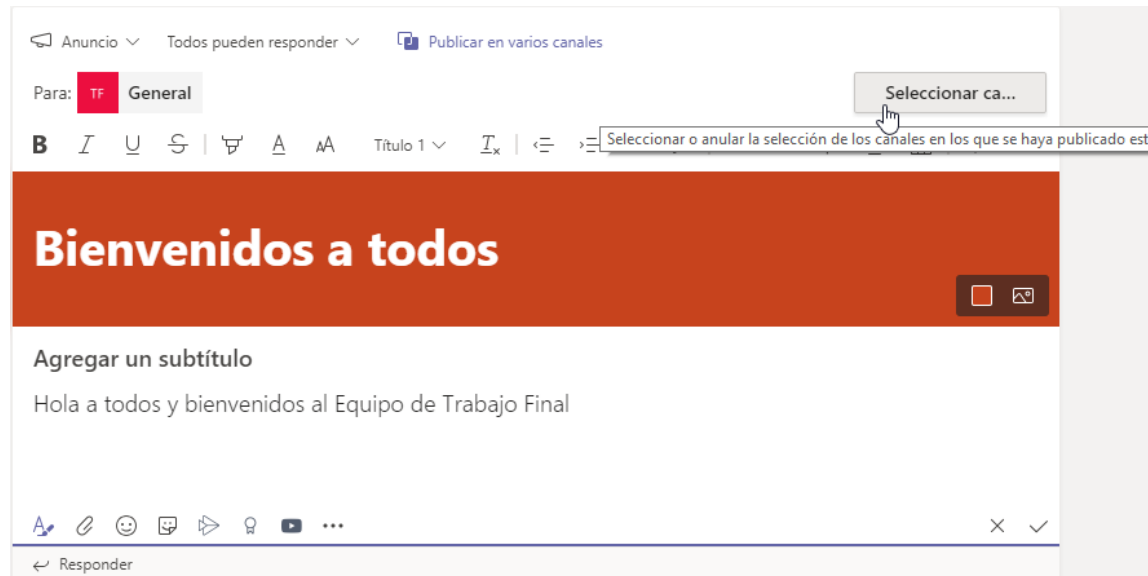 Anuncio Todos pueden responder Publicar en varios canales
Para: TF General Seleccionar ca...
B I U S A AA Título 1 Tx
Seleccionar o anular la selección de los canales en los que se haya publicado est
Bienvenidos a todos
Agregar un subtítulo
Hola a todos y bienvenidos al Equipo de Trabajo Final
Responder